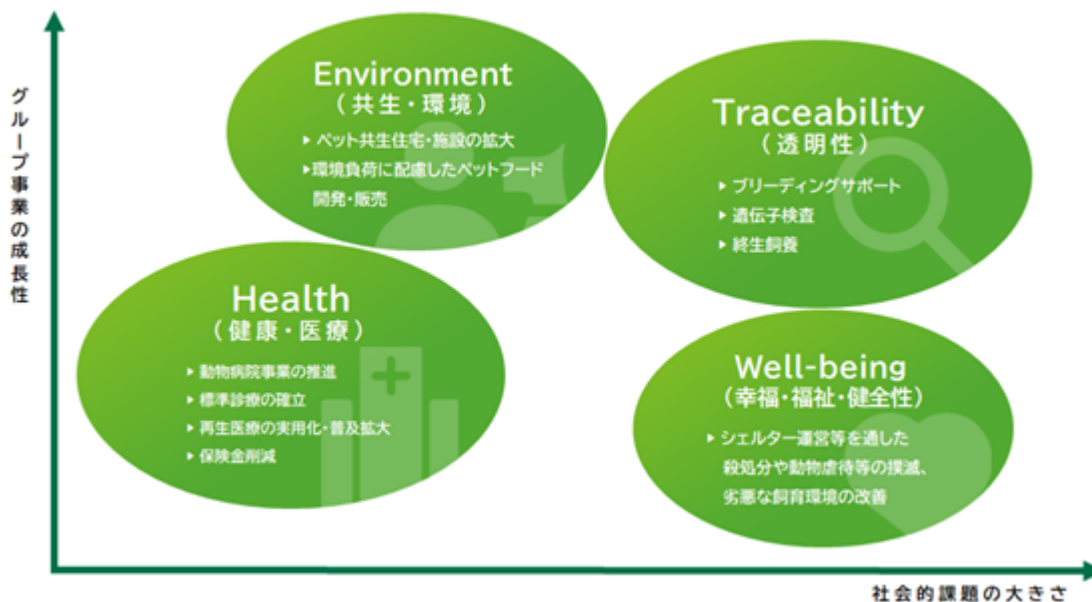 グループ事業の成長性
Environment
（共生・環境）
▶ ペット共生住宅・施設の拡大
▶環境負荷に配慮したペットフード
開発・販売
Traceability
（透明性）
▶ ブリーディングサポート
▶ 遺伝子検査
▶ 終生飼養
Health
（健康・医療）
▶ 動物病院事業の推進
▶ 標準診療の確立
▶ 再生医療の実用化・普及拡大
▶ 保険金削減
Well-being
（幸福・福祉・健全性）
▶ シェルター運営等を通した
殺処分や動物虐待等の撲滅、
劣悪な飼育環境の改善
社会的課題の大きさ